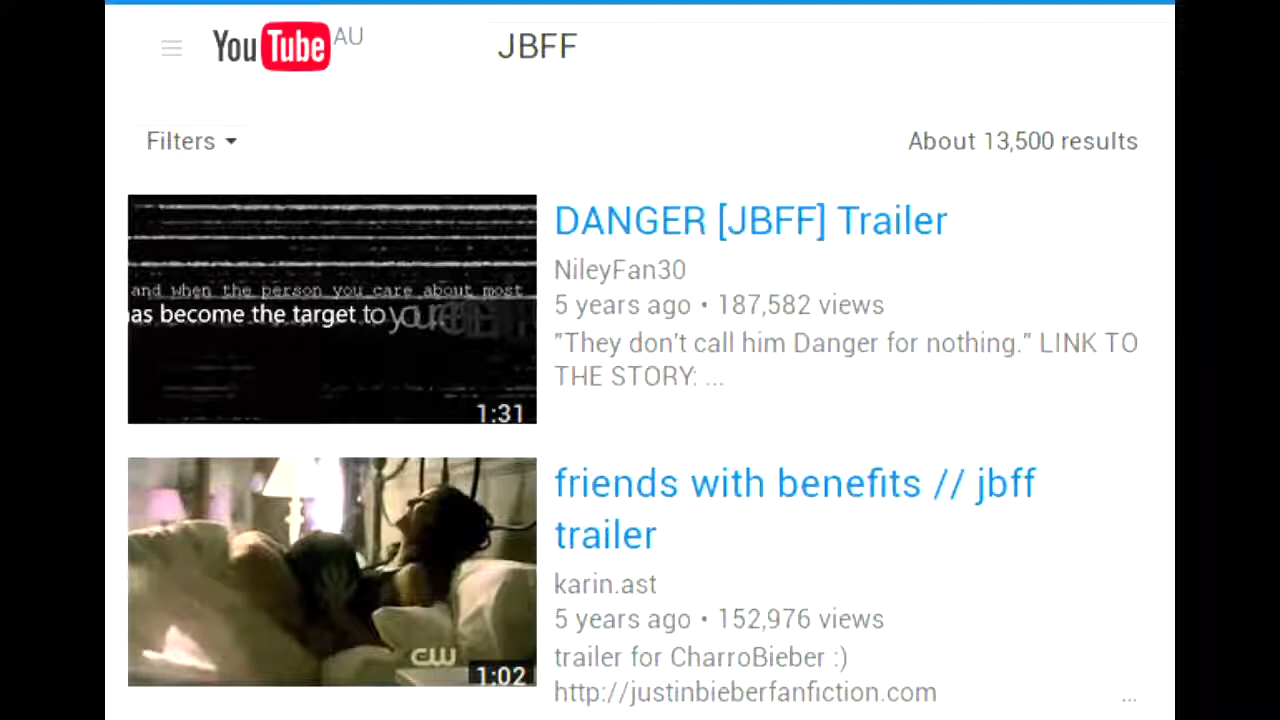 YouTube AU
JBFF
Filters
About 13,500 results
and when the person you care about most
as become the target to your
1:31
DANGER [JBFF] Trailer
NileyFan30
5 years ago • 187,582 views
"They don't call him Danger for nothing." LINK TO
THE STORY: ...
CW
1:02
friends with benefits // jbff
trailer
karin.ast
5 years ago • 152,976 views
trailer for CharroBieber :)
http://justinbieberfanfiction.com ...